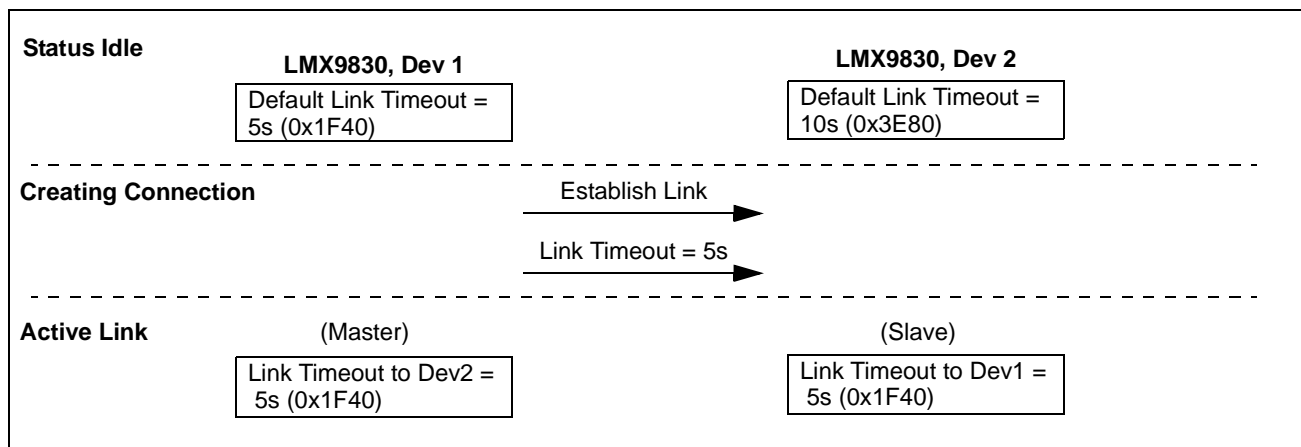 Status Idle
LMX9830, Dev 1
LMX9830, Dev 2
Default Link Timeout =
5s (0x1F40)
Default Link Timeout =
10s (0x3E80)
Creating Connection
Establish Link
Link Timeout = 5s
Active Link
(Master)
(Slave)
Link Timeout to Dev2 =
5s (0x1F40)
Link Timeout to Dev1 =
5s (0x1F40)